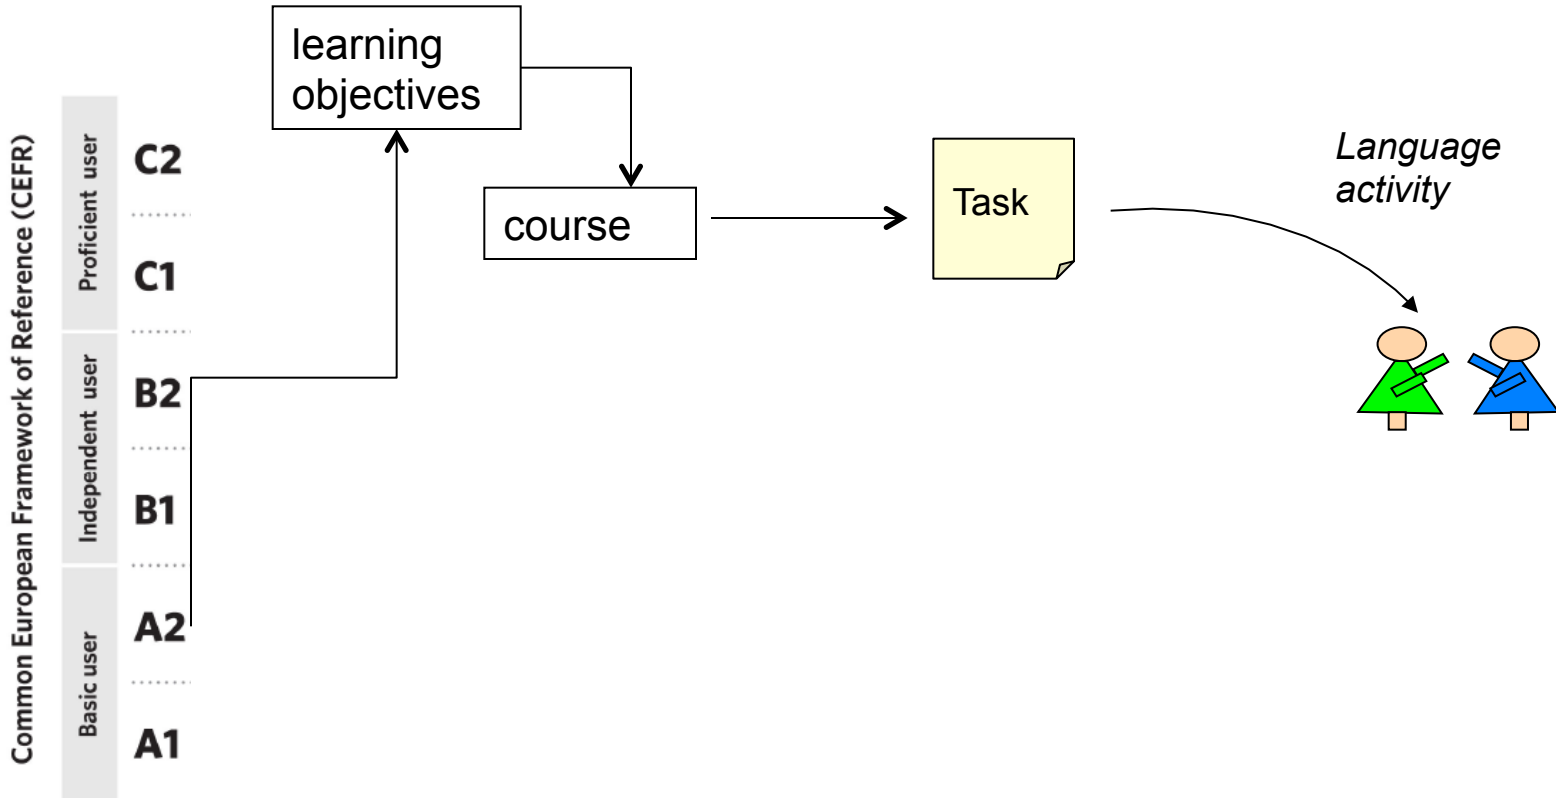 Common European Framework of Reference (CEFR)
Proficient user
C2
C1
Independent user
B2
B1
Basic user
A2
A1
learning
objectives
course
Task
Language
activity